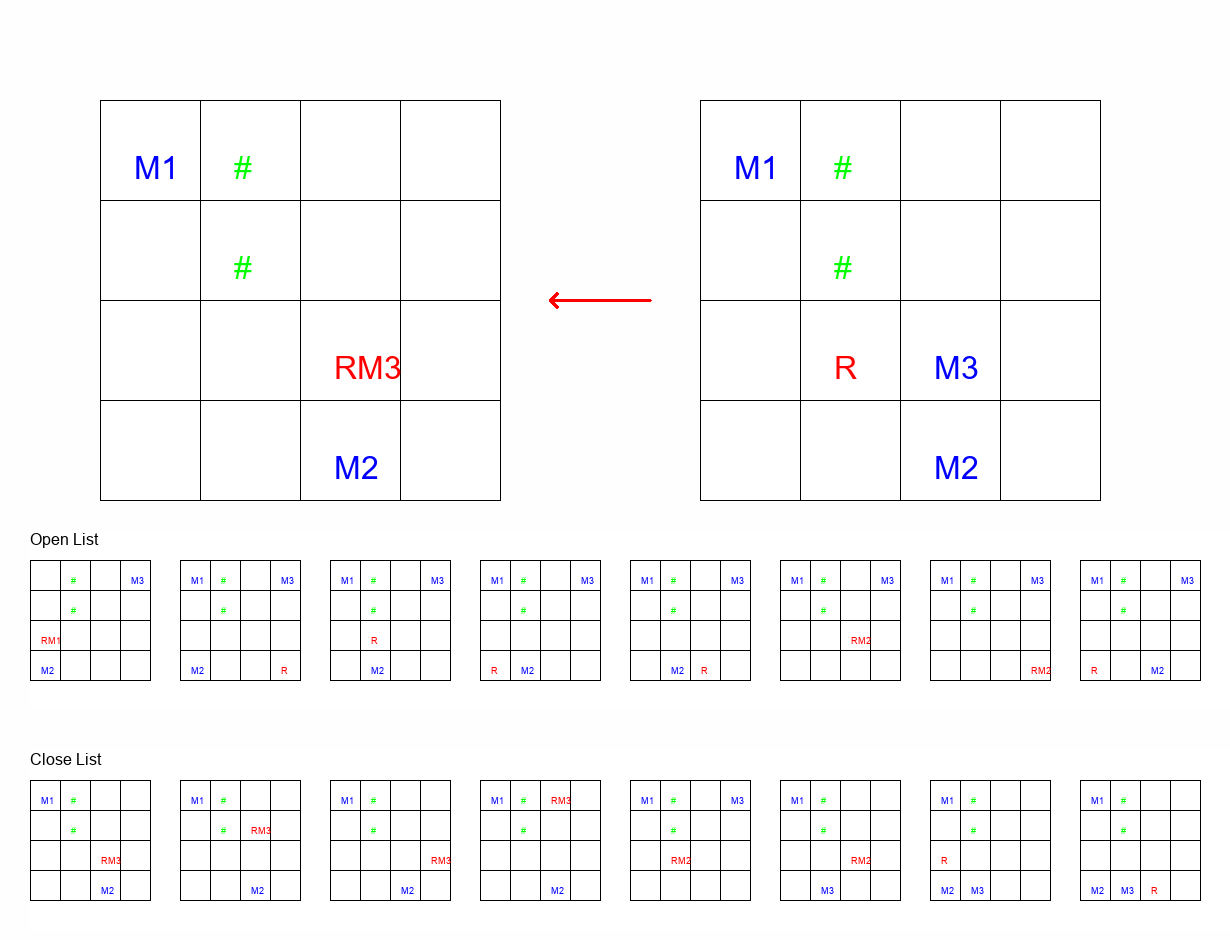 M1 # M1 #
# #
RM3 R M3
M2 M2
Open List
# M3 M1 # M3 M1 # M3 M1 # M3 M1 # M3 M1 # M3 M1 # M3 M1 # M3
# # # # # # # #
RM1 R RM2
M2 M2 R M2 R M2 M2 R RM2 R M2
Close List
M1 # M1 # M1 # M1 # RM3 M1 # M3 M1 # M1 # M1 #
# # RM3 # # # # # #
RM3 RM3 RM2 RM2 R
M2 M2 M2 M2 M3 M2 M3 M2 M3 R